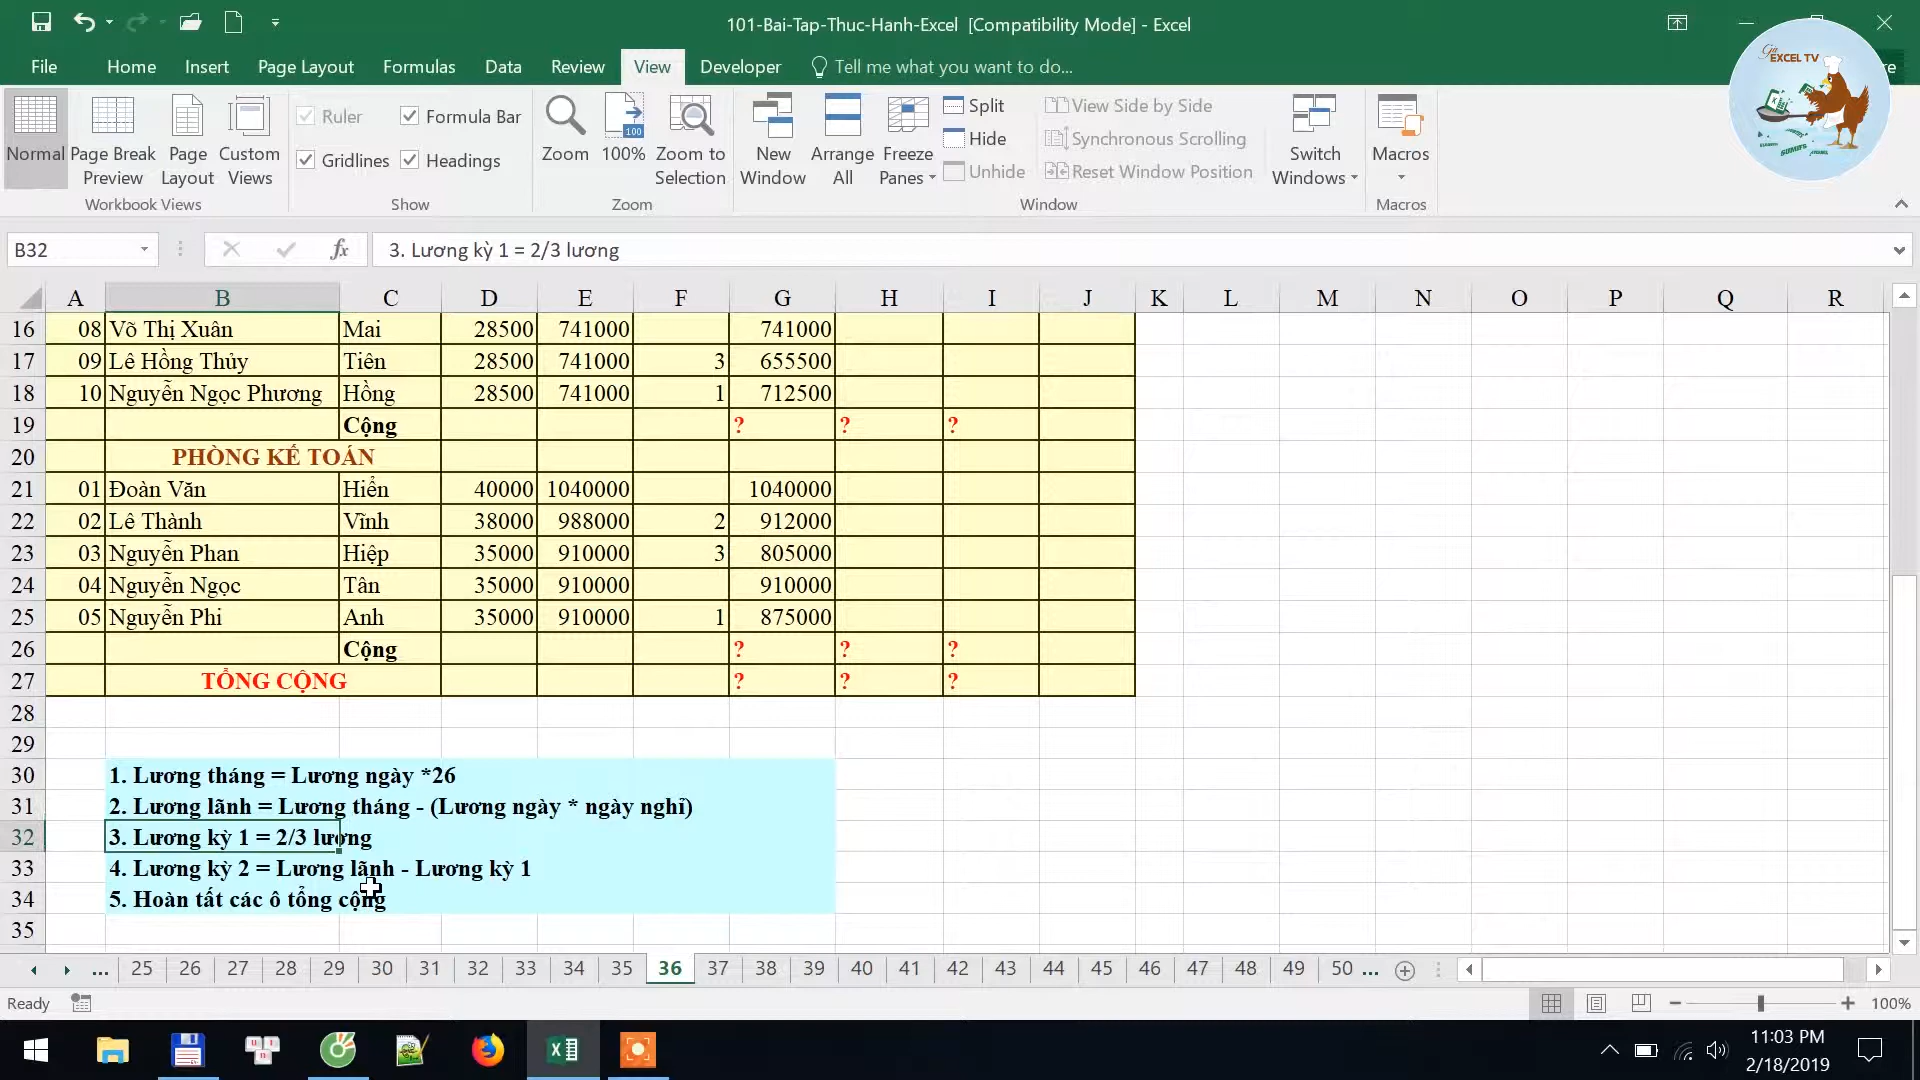 101-Bai-Tap-Thuc-Hanh-Excel [Compatibility Mode] - Excel
File Home Insert Page Layout Formulas Data Review View Developer Tell me what you want to do...
EXCEL TV
Normal
Page Break Preview
Page Layout
Custom Views
Workbook Views
Ruler
Formula Bar
Gridlines
Headings
Show
Zoom
100
100%
Zoom to Selection
Zoom
New Window
Arrange All
Freeze Panes
Split
Hide
Unhide
View Side by Side
Synchronous Scrolling
Reset Window Position
Switch Windows
Window
Macros
Macros
B32 fx 3. Lương kỳ 1 = 2/3 lương
A B C D E F G H I J K L M N O P Q R
16 08 Võ Thị Xuân Mai 28500 741000 741000
17 09 Lê Hồng Thủy Tiên 28500 741000 3 655500
18 10 Nguyễn Ngọc Phương Hồng 28500 741000 1 712500
19 Cộng ? ? ?
20 PHÒNG KẾ TOÁN
21 01 Đoàn Văn Hiển 40000 1040000 1040000
22 02 Lê Thành Vĩnh 38000 988000 2 912000
23 03 Nguyễn Phan Hiệp 35000 910000 3 805000
24 04 Nguyễn Ngọc Tân 35000 910000 910000
25 05 Nguyễn Phi Anh 35000 910000 1 875000
26 Cộng ? ? ?
27 TỔNG CỘNG ? ? ?
28
29
30 1. Lương tháng = Lương ngày *26
31 2. Lương lãnh = Lương tháng - (Lương ngày * ngày nghỉ)
32 3. Lương kỳ 1 = 2/3 lương
33 4. Lương kỳ 2 = Lương lãnh - Lương kỳ 1
34 5. Hoàn tất các ô tổng cộng
35
... 25 26 27 28 29 30 31 32 33 34 35 36 37 38 39 40 41 42 43 44 45 46 47 48 49 50 ...
Ready 100%
11:03 PM
2/18/2019